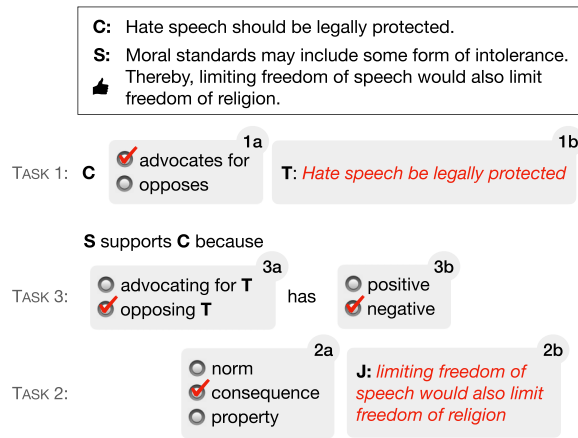 C: Hate speech should be legally protected.
S: Moral standards may include some form of intolerance.
Thereby, limiting freedom of speech would also limit
freedom of religion.
1a
1b
TASK 1: C advocates for T: Hate speech be legally protected
opposes
S supports C because
3a
3b
advocating for T positive
TASK 3: has
opposing T negative
2a
2b
norm J: limiting freedom of
TASK 2: consequence speech would also limit
property freedom of religion